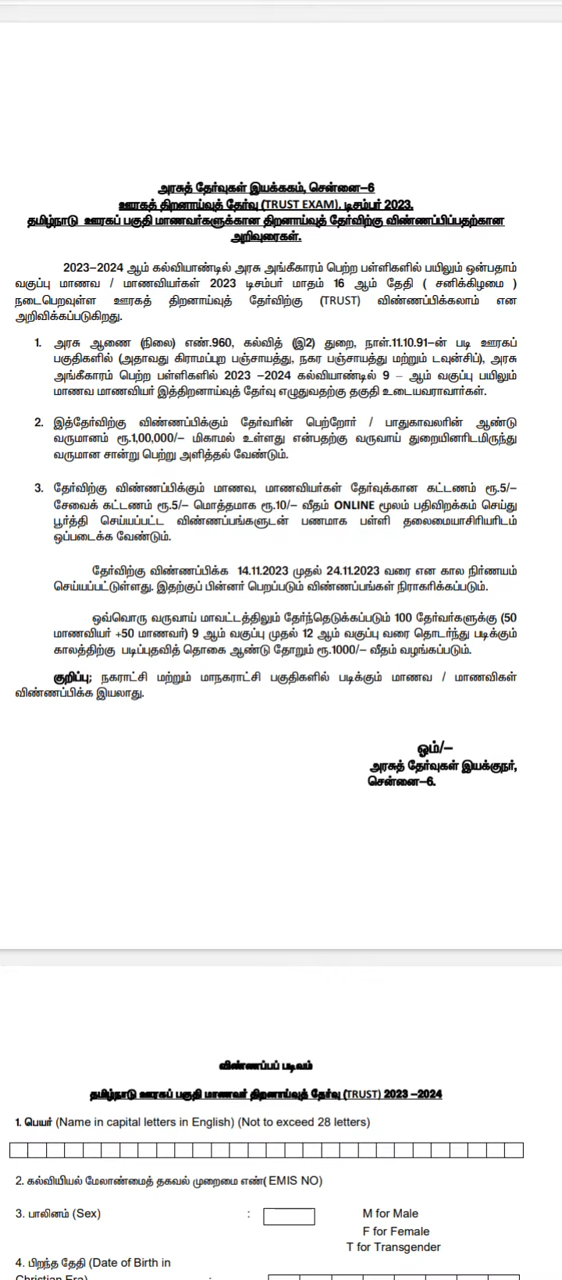 அரசுத் தேர்வுகள் இயக்ககம், சென்னை–6
ஊரகத் திறனாய்வுத் தேர்வு (TRUST EXAM), டிசம்பர் 2023.
தமிழ்நாடு ஊரகப் பகுதி மாணவர்களுக்கான திறனாய்வுத் தேர்விற்கு விண்ணப்பிப்பதற்கான
அறிவுரைகள்.
2023–2024 ஆம் கல்வியாண்டில் அரசு அங்கீகாரம் பெற்ற பள்ளிகளில் பயிலும் ஒன்பதாம்
வகுப்பு மாணவ / மாணவியர்கள் 2023 டிசம்பர் மாதம் 16 ஆம் தேதி ( சனிக்கிழமை )
நடைபெறவுள்ள ஊரகத் திறனாய்வுத் தேர்விற்கு (TRUST) விண்ணப்பிக்கலாம் என
அறிவிக்கப்படுகிறது.
1. அரசு ஆணை (நிலை) எண்.960, கல்வித் (இ2) துறை, நாள்.11.10.91–ன் படி ஊரகப்
பகுதிகளில் (அதாவது கிராமப்புற பஞ்சாயத்து, நகர பஞ்சாயத்து மற்றும் டவுன்சிப்), அரசு
அங்கீகாரம் பெற்ற பள்ளிகளில் 2023 –2024 கல்வியாண்டில் 9 – ஆம் வகுப்பு பயிலும்
மாணவ மாணவியர் இத்திறனாய்வுத் தேர்வு எழுதுவதற்கு தகுதி உடையவராவார்கள்.
2. இத்தேர்விற்கு விண்ணப்பிக்கும் தேர்வரின் பெற்றோர் / பாதுகாவலரின் ஆண்டு
வருமானம் ரூ.1,00,000/– மிகாமல் உள்ளது என்பதற்கு வருவாய் துறையினரிடமிருந்து
வருமான சான்று பெற்று அளித்தல் வேண்டும்.
3. தேர்விற்கு விண்ணப்பிக்கும் மாணவ, மாணவியர்கள் தேர்வுக்கான கட்டணம் ரூ.5/–
சேவைக் கட்டணம் ரூ.5/– மொத்தமாக ரூ.10/– வீதம் ONLINE மூலம் பதிவிறக்கம் செய்து
பூர்த்தி செய்யப்பட்ட விண்ணப்பங்களுடன் பணமாக பள்ளி தலைமையாசிரியரிடம்
ஒப்படைக்க வேண்டும்.
தேர்விற்கு விண்ணப்பிக்க 14.11.2023 முதல் 24.11.2023 வரை என கால நிர்ணயம்
செய்யப்பட்டுள்ளது. இதற்குப் பின்னர் பெறப்படும் விண்ணப்பங்கள் நிராகரிக்கப்படும்.
ஒவ்வொரு வருவாய் மாவட்டத்திலும் தேர்ந்தெடுக்கப்படும் 100 தேர்வர்களுக்கு (50
மாணவியர் +50 மாணவர்) 9 ஆம் வகுப்பு முதல் 12 ஆம் வகுப்பு வரை தொடர்ந்து படிக்கும்
காலத்திற்கு படிப்புதவித் தொகை ஆண்டு தோறும் ரூ.1000/– வீதம் வழங்கப்படும்.
குறிப்பு; நகராட்சி மற்றும் மாநகராட்சி பகுதிகளில் படிக்கும் மாணவ / மாணவிகள்
விண்ணப்பிக்க இயலாது.
ஓம்/–
அரசுத் தேர்வுகள் இயக்குநர்,
சென்னை–6.
விண்ணப்பப் படிவம்
தமிழ்நாடு ஊரகப் பகுதி மாணவர் திறனாய்வுத் தேர்வு (TRUST) 2023 –2024
1. பெயர் (Name in capital letters in English) (Not to exceed 28 letters)
2. கல்வியியல் மேலாண்மைத் தகவல் முறைமை எண்( EMIS NO)
3. பாலினம் (Sex) : M for Male
F for Female
T for Transgender
4. பிறந்த தேதி (Date of Birth in
Christian Era) :